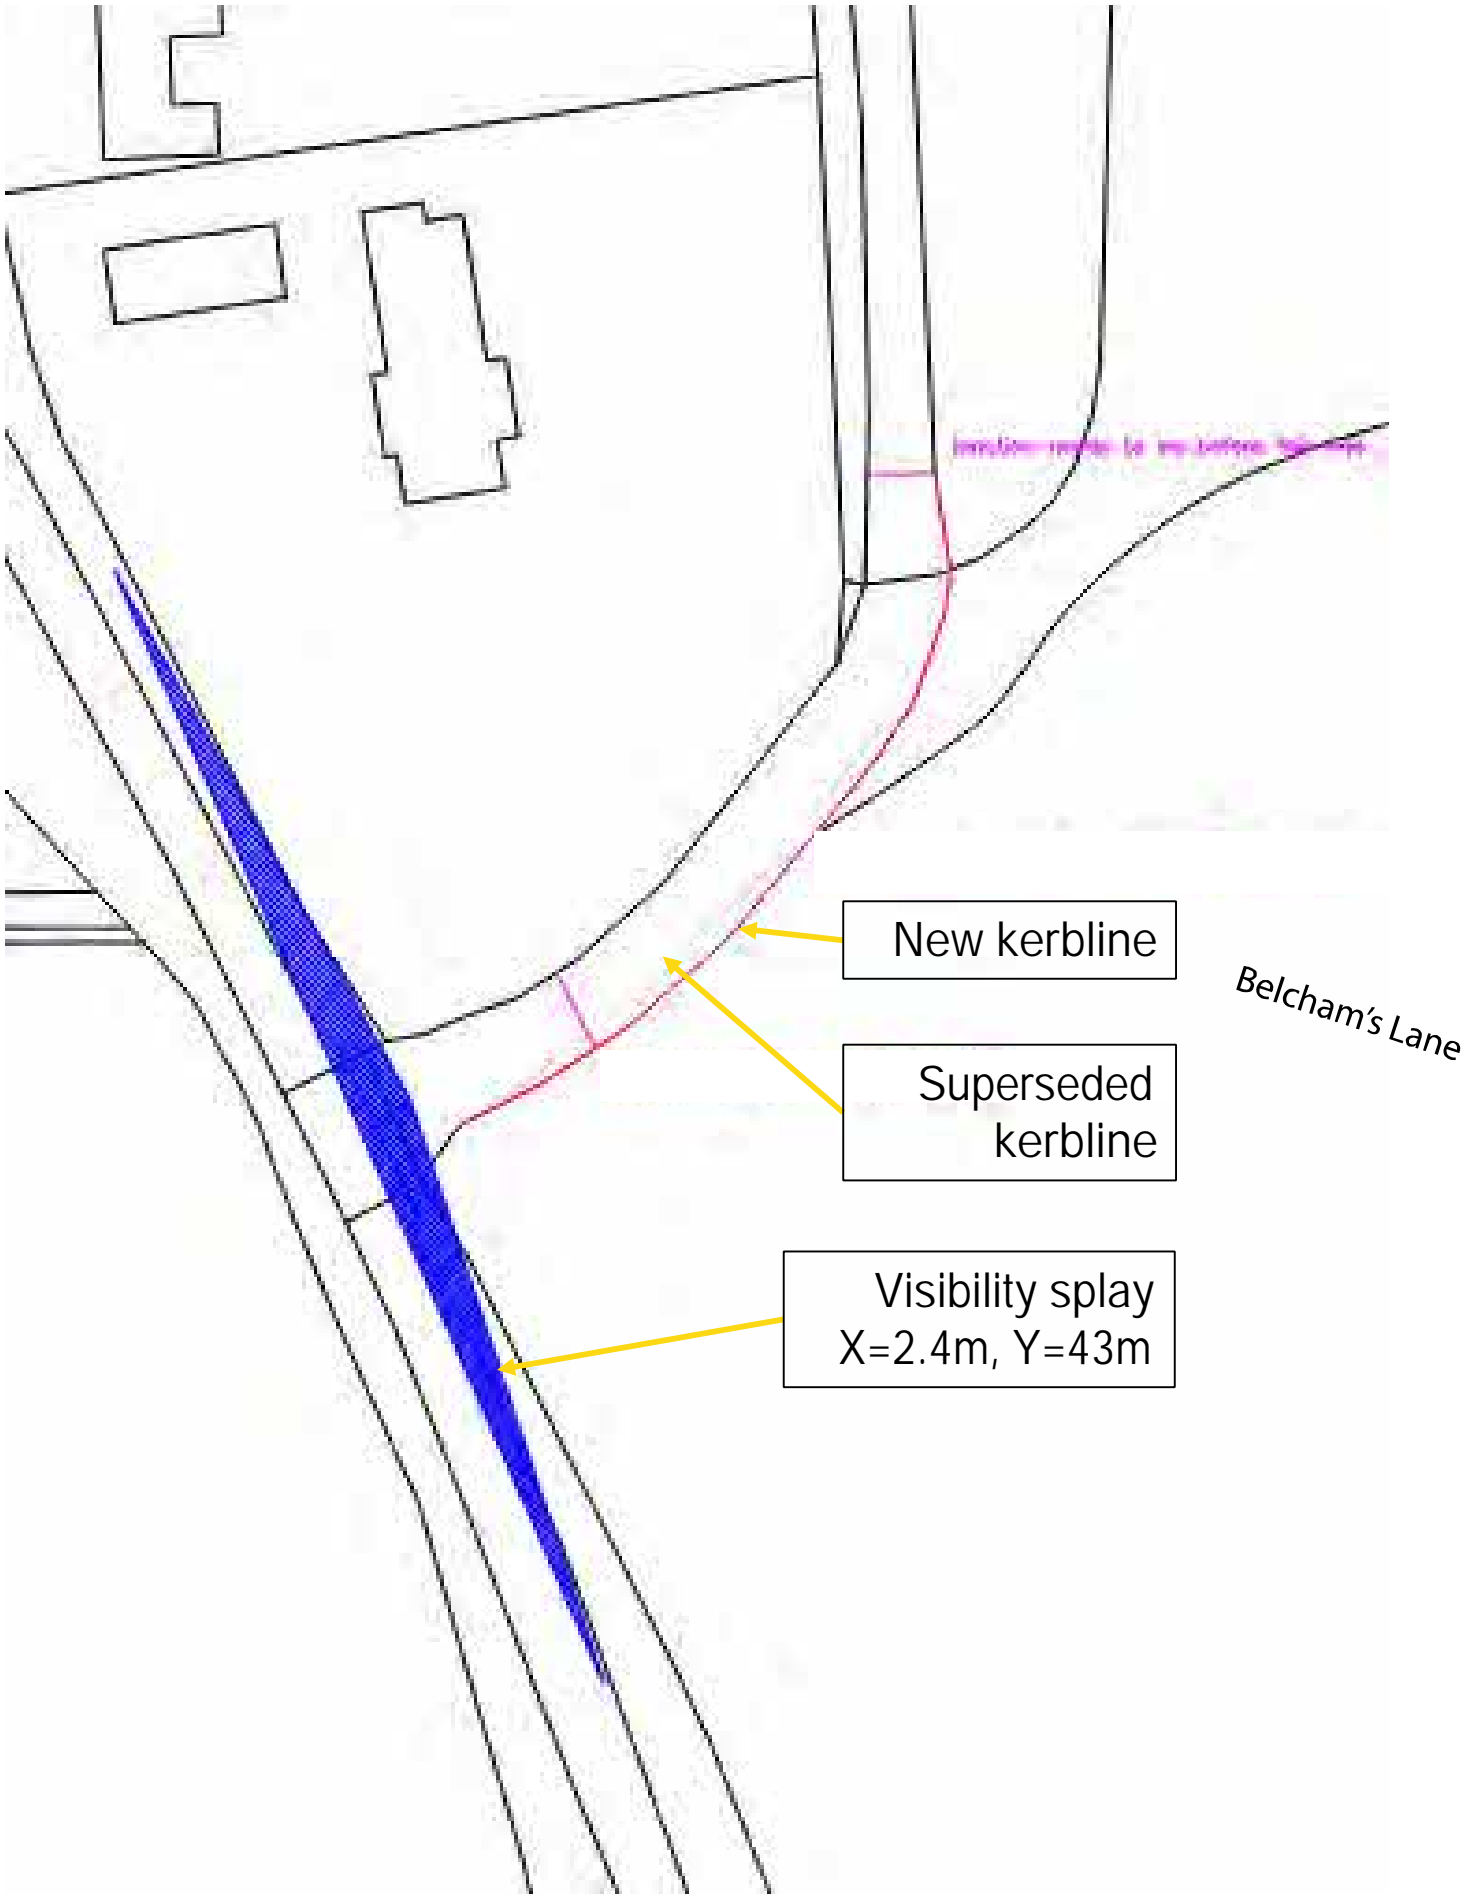 New kerbline
Belcham's Lane
Superseded
kerbline
Visibility splay
X=2.4m, Y=43m